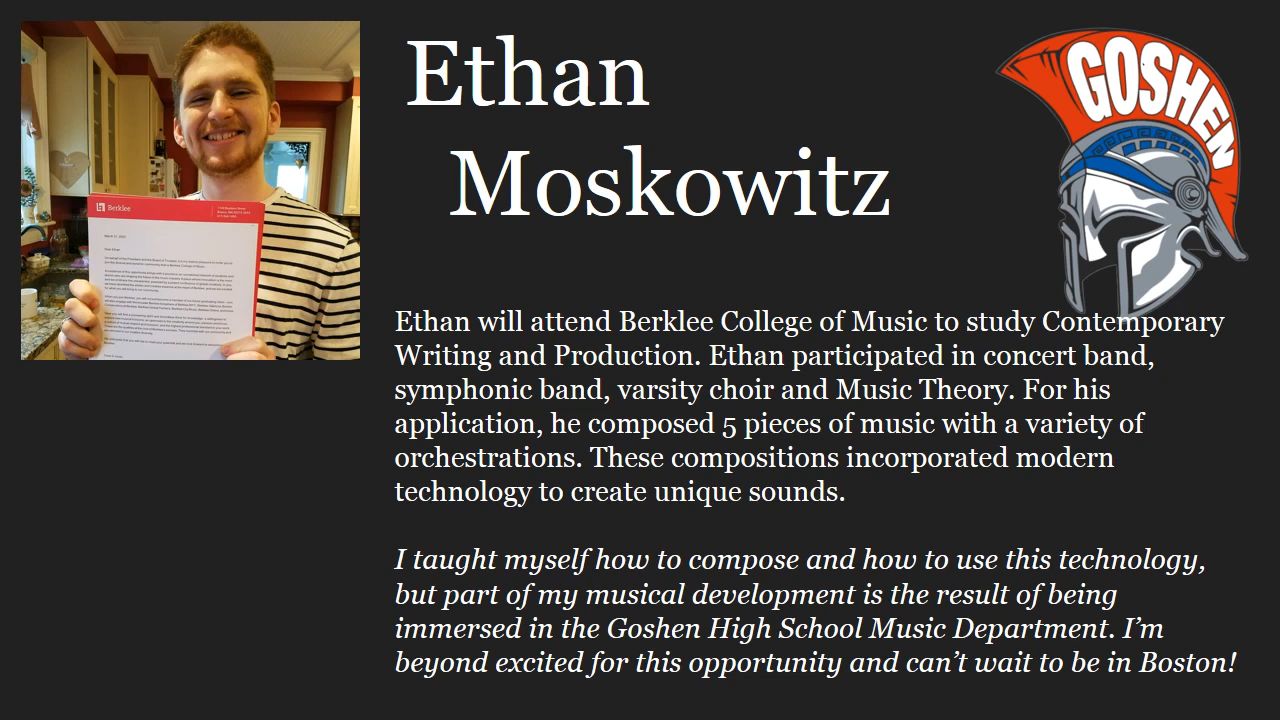 Ethan
Moskowitz
GOSHEN
Berklee
Ethan will attend Berklee College of Music to study Contemporary
Writing and Production. Ethan participated in concert band,
symphonic band, varsity choir and Music Theory. For his
application, he composed 5 pieces of music with a variety of
orchestrations. These compositions incorporated modern
technology to create unique sounds.
I taught myself how to compose and how to use this technology,
but part of my musical development is the result of being
immersed in the Goshen High School Music Department. I’m
beyond excited for this opportunity and can’t wait to be in Boston!